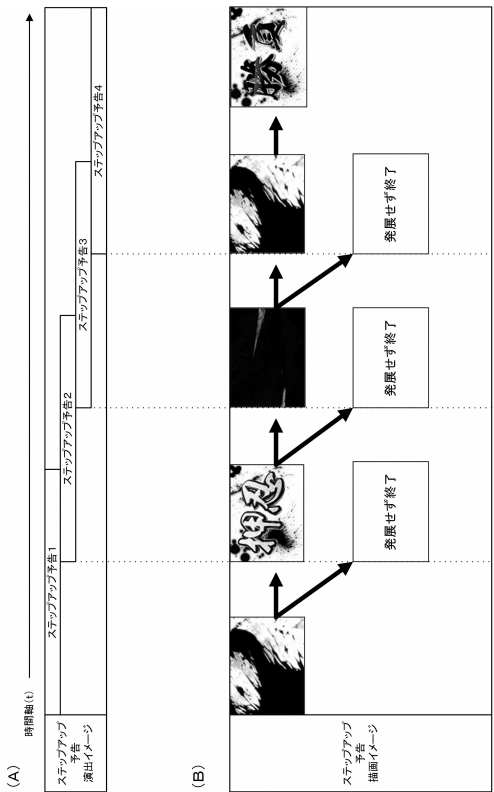 (A)
時間軸(t)
ステップアップ
予告
演出イメージ
ステップアップ予告1
ステップアップ予告2
ステップアップ予告3
ステップアップ予告4
(B)
ステップアップ
予告
描画イメージ
押忍
勝負
発展せず終了
発展せず終了
発展せず終了